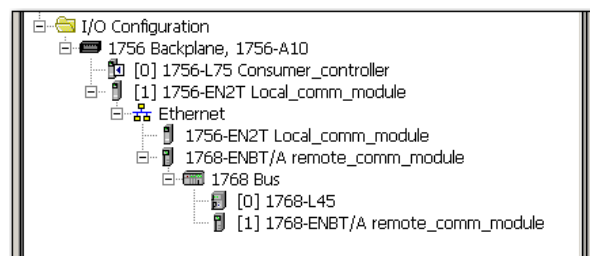 I/O Configuration
1756 Backplane, 1756-A10
[0] 1756-L75 Consumer_controller
[1] 1756-EN2T Local_comm_module
Ethernet
1756-EN2T Local_comm_module
1768-ENBT/A remote_comm_module
1768 Bus
[0] 1768-L45
[1] 1768-ENBT/A remote_comm_module